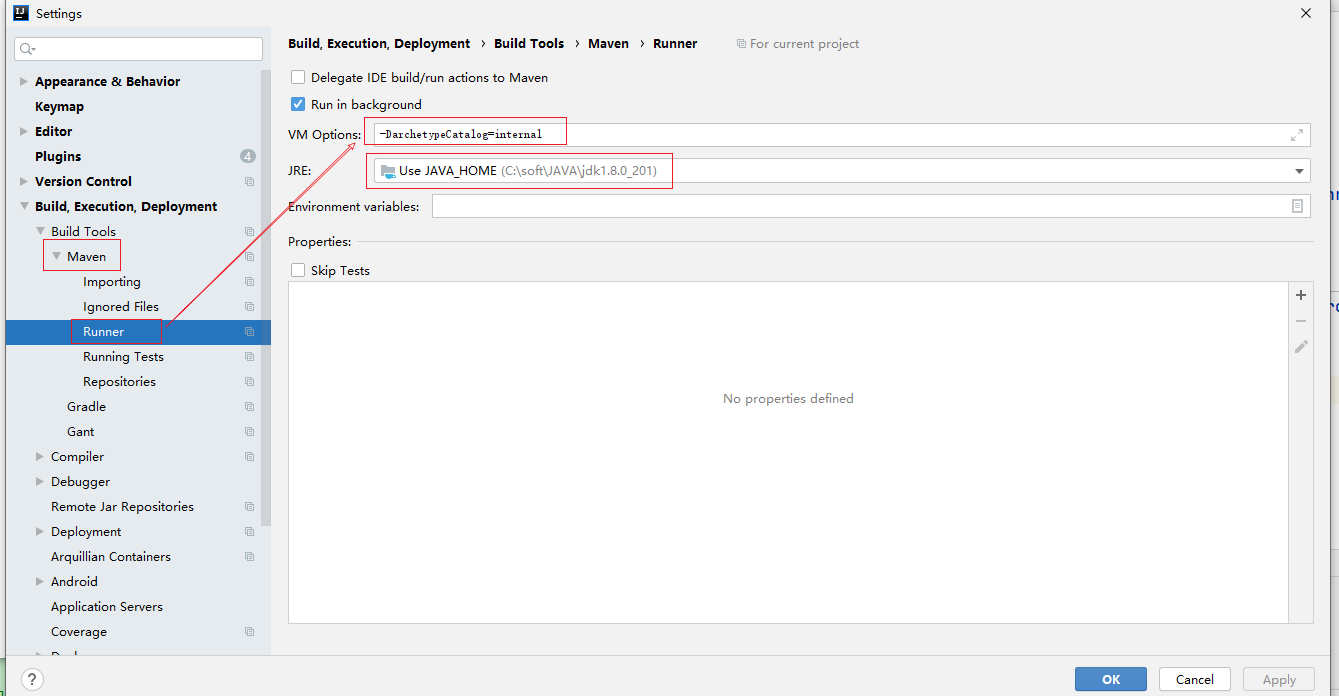 IJ Settings
Appearance & Behavior
Keymap
Editor
Plugins 4
Version Control
Build, Execution, Deployment
Build Tools
Maven
Importing
Ignored Files
Runner
Running Tests
Repositories
Gradle
Gant
Compiler
Debugger
Remote Jar Repositories
Deployment
Arquillian Containers
Android
Application Servers
Coverage
Build, Execution, Deployment › Build Tools › Maven › Runner For current project
Delegate IDE build/run actions to Maven
Run in background
VM Options: -DarchetypeCatalog=internal
JRE: Use JAVA_HOME (C:\soft\JAVA\jdk1.8.0_201)
Environment variables:
Properties:
Skip Tests
No properties defined
? OK Cancel Apply